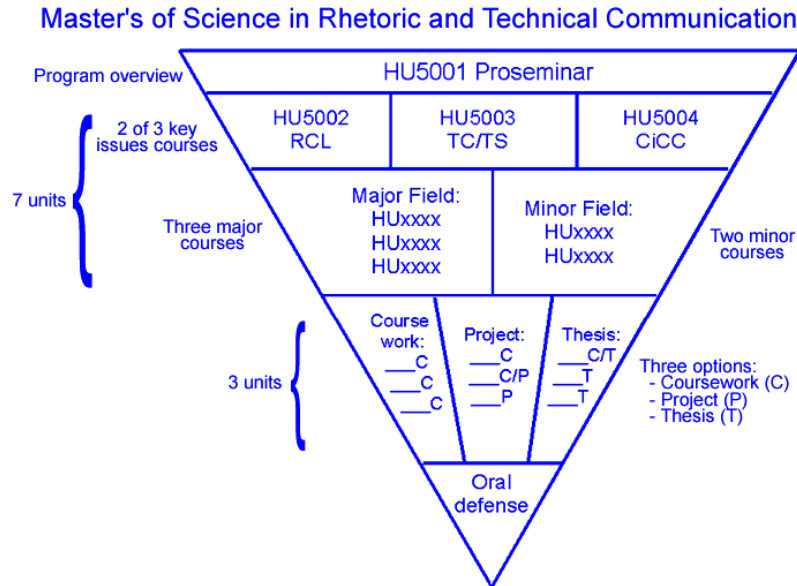 Master's of Science in Rhetoric and Technical Communication
Program overview
HU5001 Proseminar
7 units
2 of 3 key
issues courses
HU5002
RCL
HU5003
TC/TS
HU5004
CiCC
Three major
courses
Major Field:
HUxxxx
HUxxxx
HUxxxx
Minor Field:
HUxxxx
HUxxxx
Two minor
courses
3 units
Course
work:
___C
___C
___C
Project:
___C
___C/P
___P
Thesis:
___C/T
___T
___T
Three options:
- Coursework (C)
- Project (P)
- Thesis (T)
Oral
defense